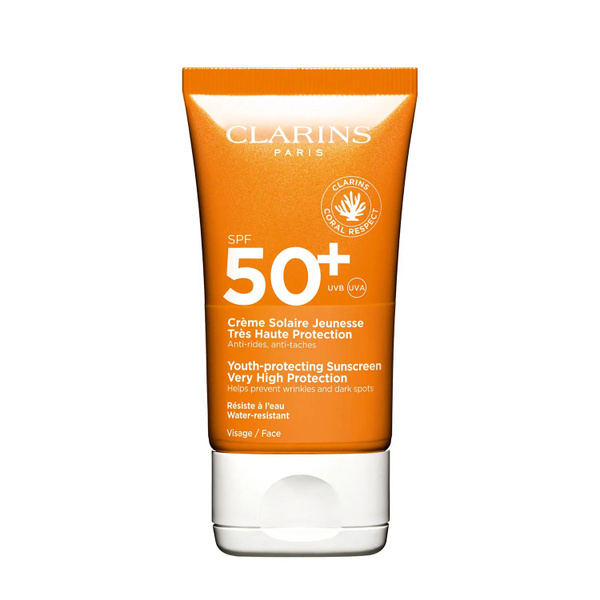 CLARINS
PARIS
CLARINS
CORAL RESPECT
SPF
50+
UVB UVA
Crème Solaire Jeunesse
Très Haute Protection
Anti-rides, anti-taches
Youth-protecting Sunscreen
Very High Protection
Helps prevent wrinkles and dark spots
Résiste à l'eau
Water-resistant
Visage / Face